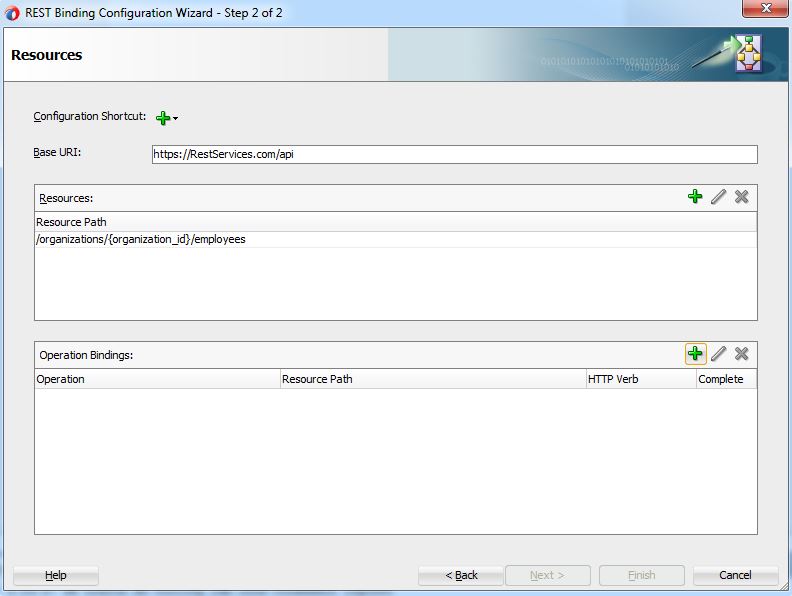 REST Binding Configuration Wizard - Step 2 of 2
Resources
Configuration Shortcut:
Base URI: https://RestServices.com/api
Resources:
Resource Path
/organizations/{organization_id}/employees
Operation Bindings:
Operation Resource Path HTTP Verb Complete
Help < Back Next > Finish Cancel